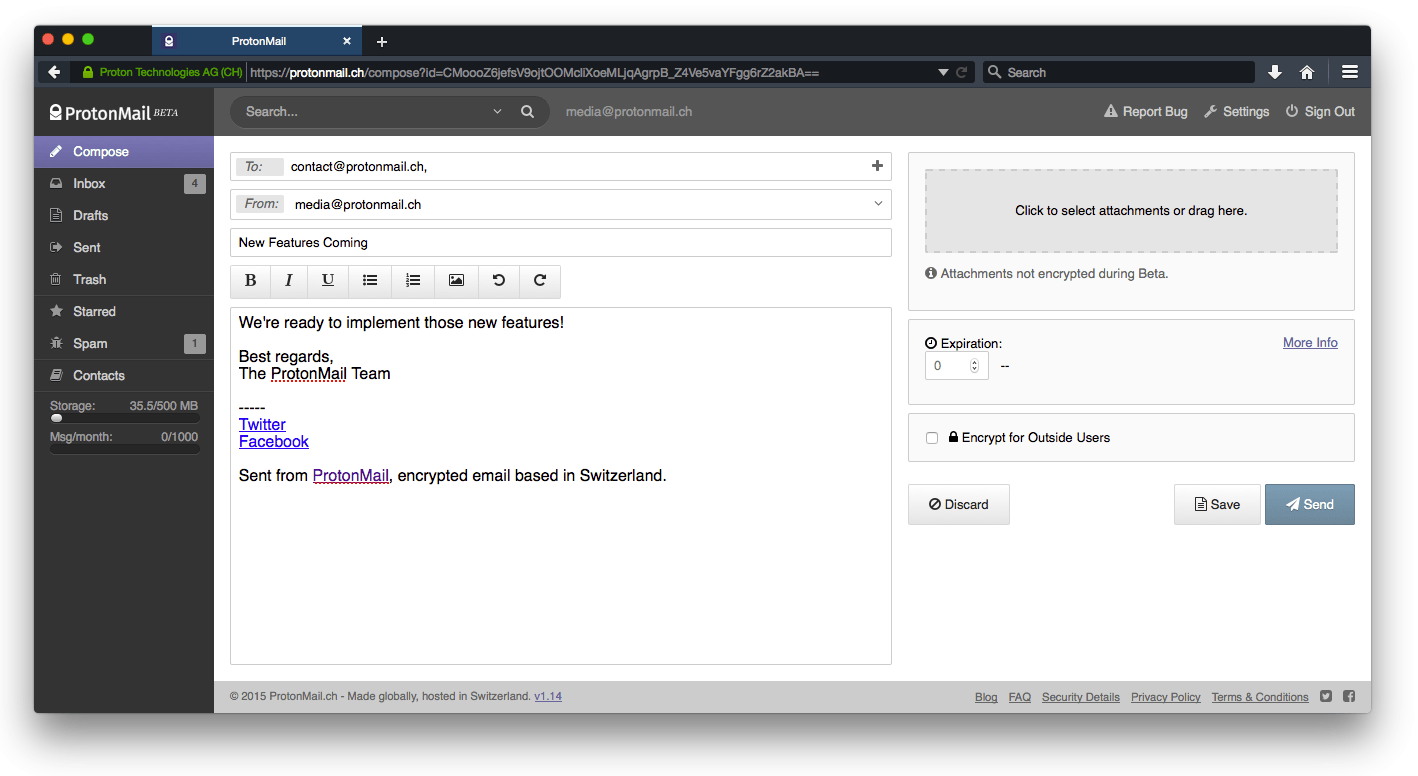 ProtonMail
Proton Technologies AG (CH) https://protonmail.ch/compose?id=CMoooZ6jefsV9ojtOOMcliXoeMLjqAgrpB_Z4Ve5vaYFgg6rZ2akBA== Search
ProtonMail BETA
Search... media@protonmail.ch Report Bug Settings Sign Out
Compose
Inbox 4
Drafts
Sent
Trash
Starred
Spam 1
Contacts
Storage: 35.5/500 MB
Msg/month: 0/1000
To: contact@protonmail.ch,
From: media@protonmail.ch
New Features Coming
B I U
We're ready to implement those new features!
Best regards,
The ProtonMail Team
-----
Twitter
Facebook
Sent from ProtonMail, encrypted email based in Switzerland.
Click to select attachments or drag here.
Attachments not encrypted during Beta.
Expiration: More Info
0 --
Encrypt for Outside Users
Discard Save Send
© 2015 ProtonMail.ch - Made globally, hosted in Switzerland. v1.14
Blog FAQ Security Details Privacy Policy Terms & Conditions